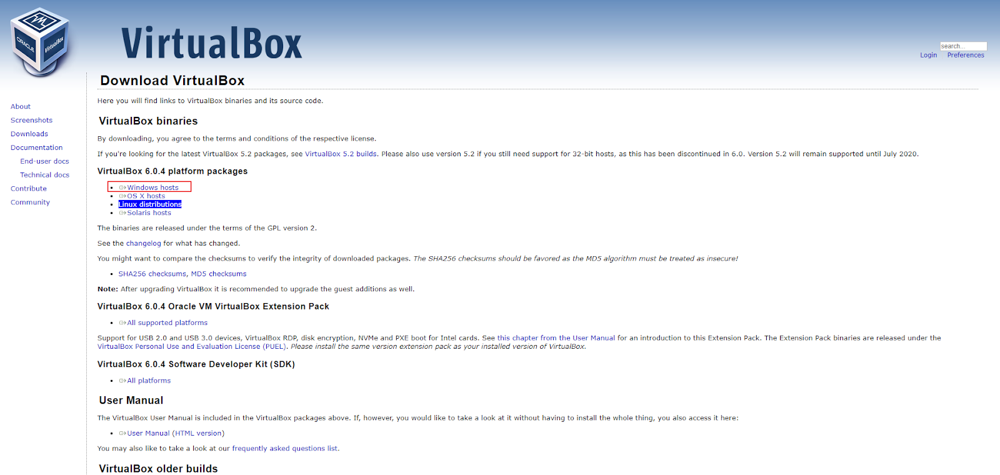 ORACLE
VirtualBox
VirtualBox
search...
Login Preferences
Download VirtualBox
Here you will find links to VirtualBox binaries and its source code.
About
Screenshots
Downloads
Documentation
End-user docs
Technical docs
Contribute
Community
VirtualBox binaries
By downloading, you agree to the terms and conditions of the respective license.
If you're looking for the latest VirtualBox 5.2 packages, see VirtualBox 5.2 builds. Please also use version 5.2 if you still need support for 32-bit hosts, as this has been discontinued in 6.0. Version 5.2 will remain supported until July 2020.
VirtualBox 6.0.4 platform packages
Windows hosts
OS X hosts
Linux distributions
Solaris hosts
The binaries are released under the terms of the GPL version 2.
See the changelog for what has changed.
You might want to compare the checksums to verify the integrity of downloaded packages. The SHA256 checksums should be favored as the MD5 algorithm must be treated as insecure!
SHA256 checksums, MD5 checksums
Note: After upgrading VirtualBox it is recommended to upgrade the guest additions as well.
VirtualBox 6.0.4 Oracle VM VirtualBox Extension Pack
All supported platforms
Support for USB 2.0 and USB 3.0 devices, VirtualBox RDP, disk encryption, NVMe and PXE boot for Intel cards. See this chapter from the User Manual for an introduction to this Extension Pack. The Extension Pack binaries are released under the
VirtualBox Personal Use and Evaluation License (PUEL). Please install the same version extension pack as your installed version of VirtualBox.
VirtualBox 6.0.4 Software Developer Kit (SDK)
All platforms
User Manual
The VirtualBox User Manual is included in the VirtualBox packages above. If, however, you would like to take a look at it without having to install the whole thing, you also access it here:
User Manual (HTML version)
You may also like to take a look at our frequently asked questions list.
VirtualBox older builds